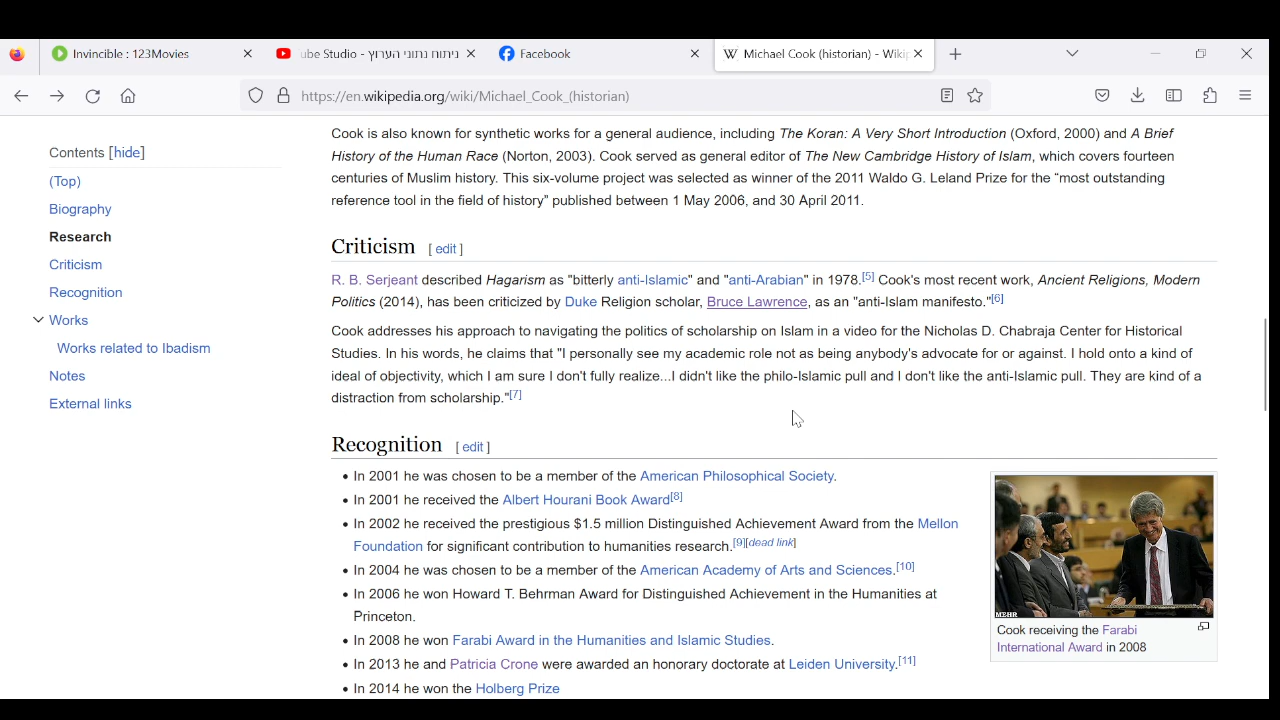 Invincible : 123Movies
ube Studio - ניתוח נתוני הערוץ
Facebook
Michael Cook (historian) - Wikip
https://en.wikipedia.org/wiki/Michael_Cook_(historian)
Contents [hide]
(Top)
Biography
Research
Criticism
Recognition
Works
Works related to Ibadism
Notes
External links
Cook is also known for synthetic works for a general audience, including The Koran: A Very Short Introduction (Oxford, 2000) and A Brief
History of the Human Race (Norton, 2003). Cook served as general editor of The New Cambridge History of Islam, which covers fourteen
centuries of Muslim history. This six-volume project was selected as winner of the 2011 Waldo G. Leland Prize for the “most outstanding
reference tool in the field of history” published between 1 May 2006, and 30 April 2011.
Criticism [ edit ]
R. B. Serjeant described Hagarism as "bitterly anti-Islamic" and "anti-Arabian" in 1978.[5] Cook's most recent work, Ancient Religions, Modern
Politics (2014), has been criticized by Duke Religion scholar, Bruce Lawrence, as an "anti-Islam manifesto."[6]
Cook addresses his approach to navigating the politics of scholarship on Islam in a video for the Nicholas D. Chabraja Center for Historical
Studies. In his words, he claims that "I personally see my academic role not as being anybody's advocate for or against. I hold onto a kind of
ideal of objectivity, which I am sure I don't fully realize...I didn't like the philo-Islamic pull and I don't like the anti-Islamic pull. They are kind of a
distraction from scholarship."[7]
Recognition [ edit ]
• In 2001 he was chosen to be a member of the American Philosophical Society.
• In 2001 he received the Albert Hourani Book Award[8]
• In 2002 he received the prestigious $1.5 million Distinguished Achievement Award from the Mellon
Foundation for significant contribution to humanities research.[9][dead link]
• In 2004 he was chosen to be a member of the American Academy of Arts and Sciences.[10]
• In 2006 he won Howard T. Behrman Award for Distinguished Achievement in the Humanities at
Princeton.
• In 2008 he won Farabi Award in the Humanities and Islamic Studies.
• In 2013 he and Patricia Crone were awarded an honorary doctorate at Leiden University.[11]
• In 2014 he won the Holberg Prize
MEHR
Cook receiving the Farabi
International Award in 2008